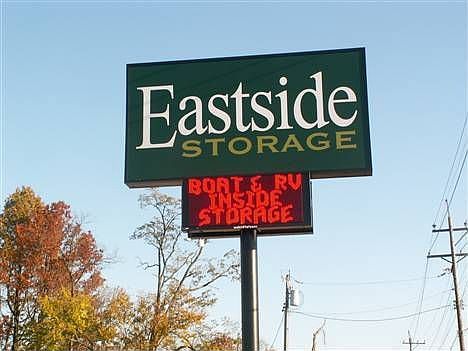 Eastside
STORAGE
BOAT & RV
INSIDE
STORAGE